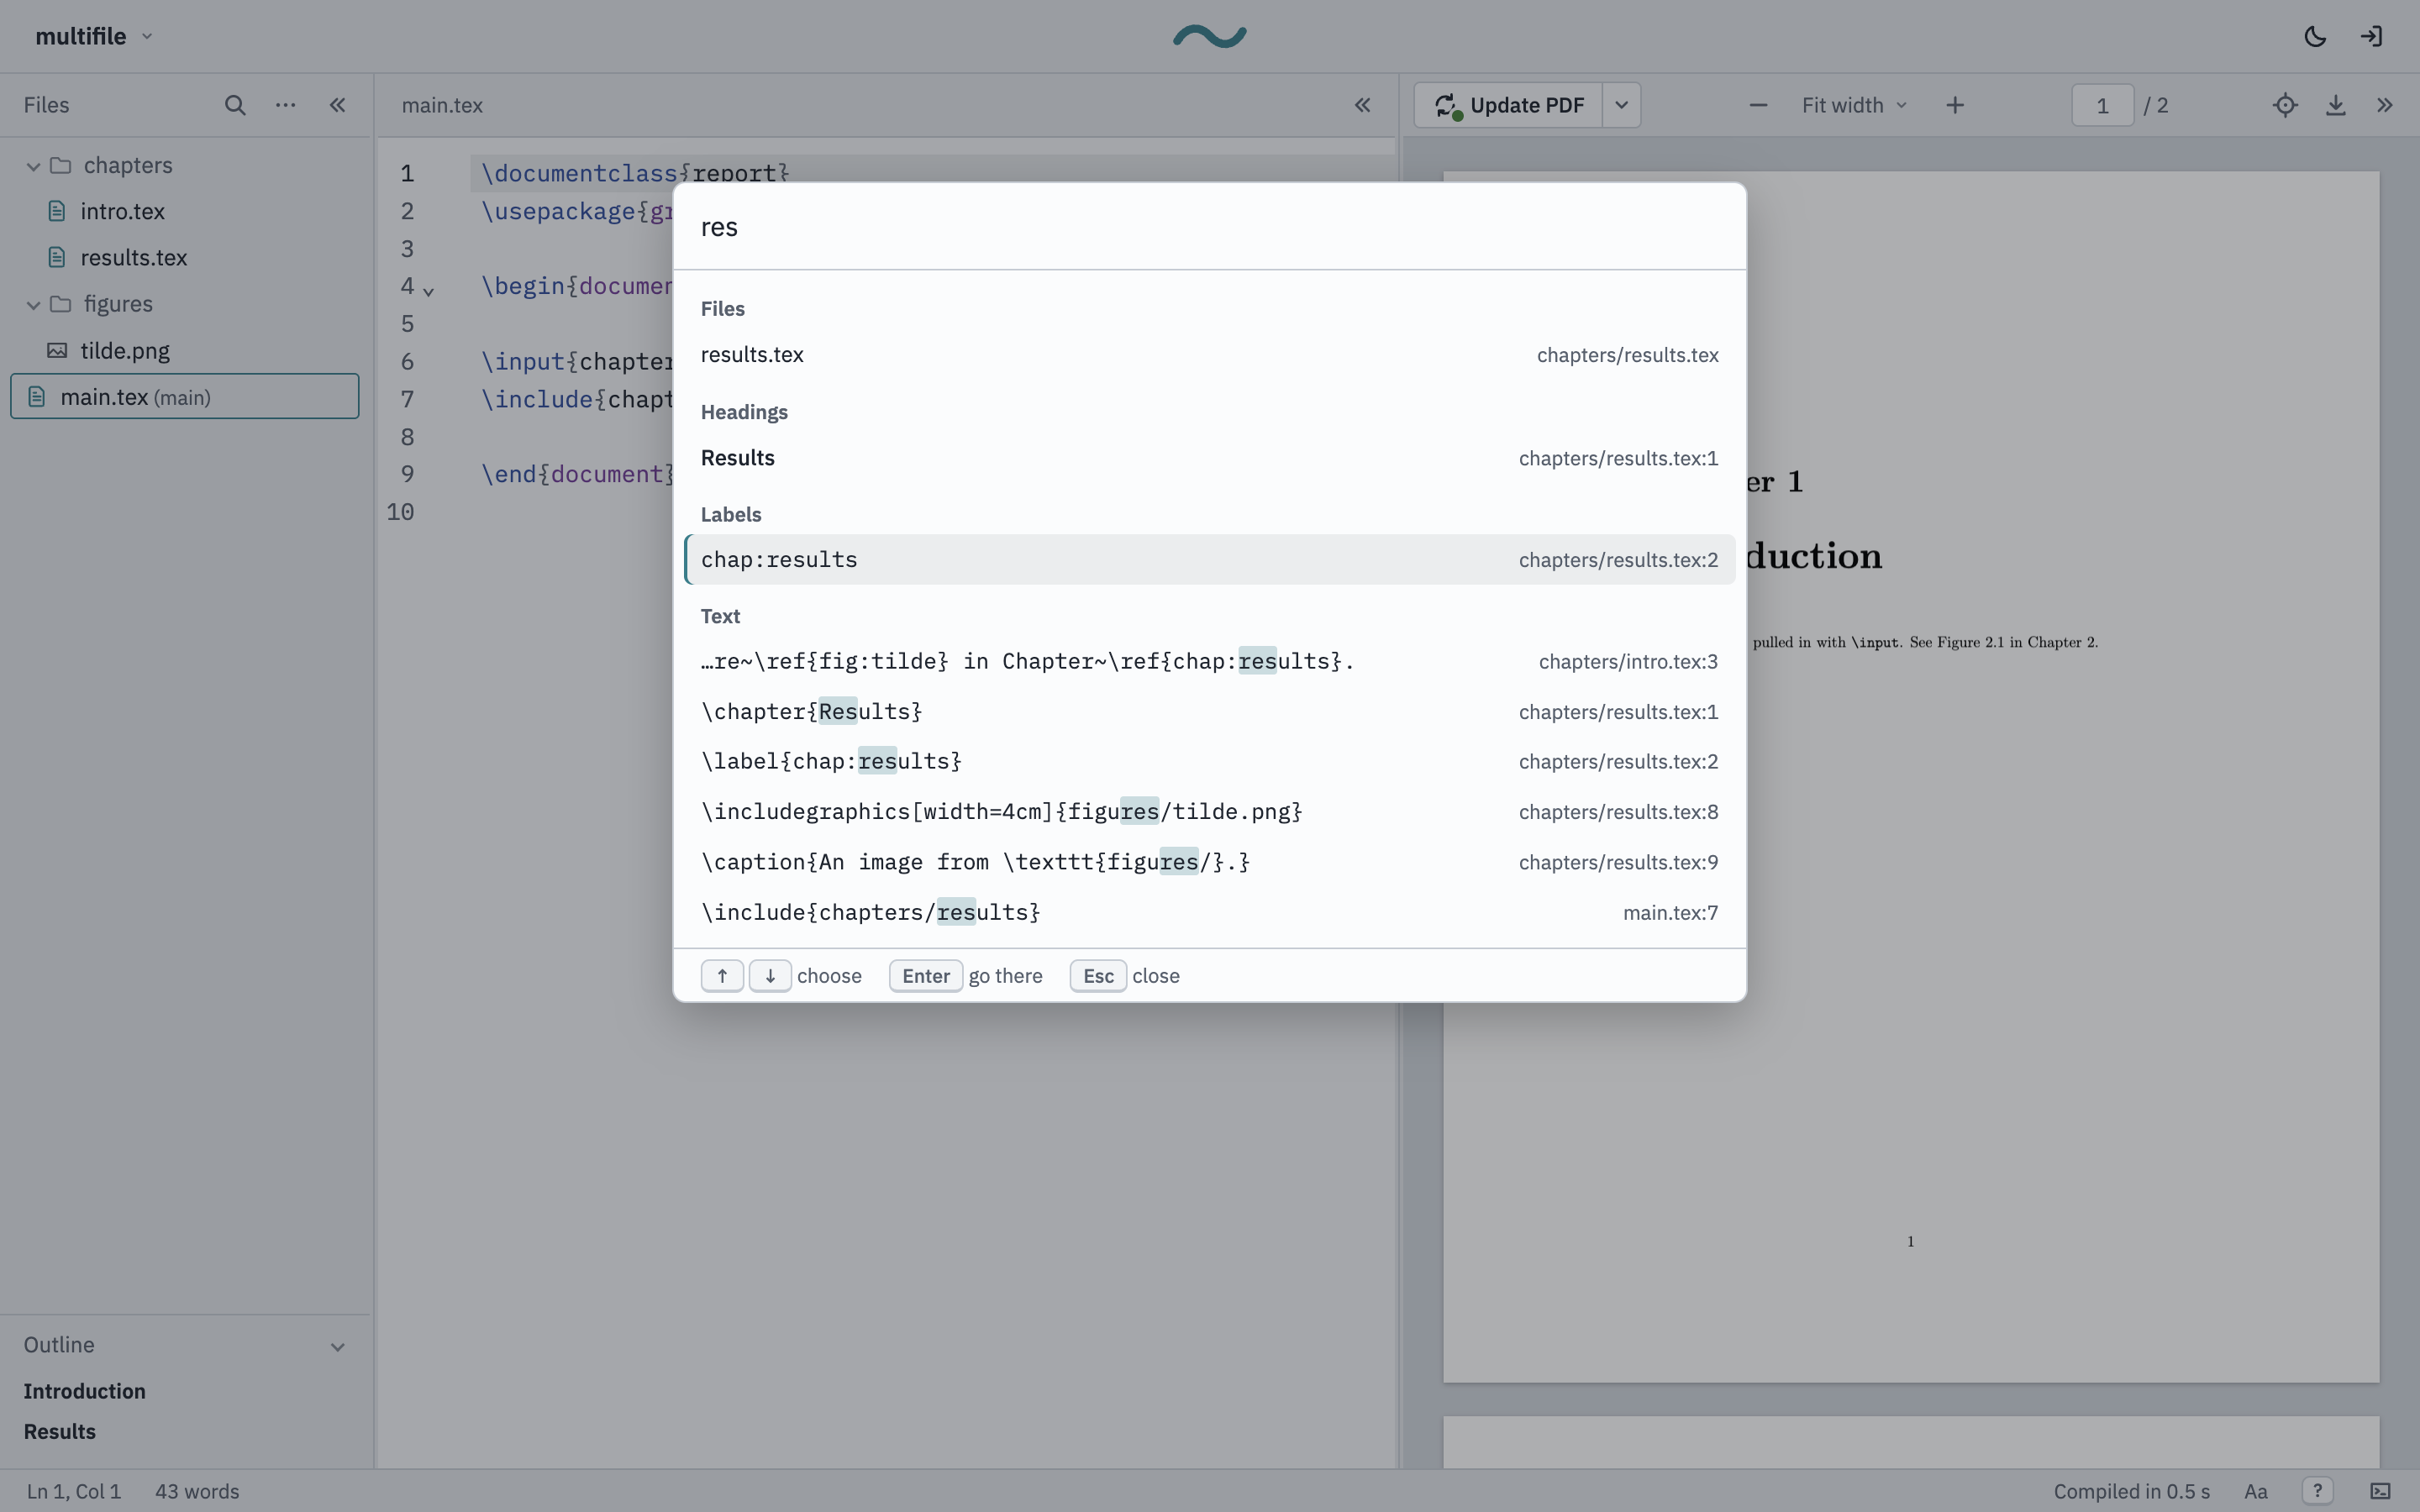 multifile
Files
main.tex
Update PDF
Fit width
1 / 2
chapters
intro.tex
results.tex
figures
tilde.png
main.tex (main)
1 \documentclass{report}
2 \usepackage{gr
3
4 \begin{documen
5
6 \input{chapter
7 \include{chapt
8
9 \end{document}
10
res
Files
results.tex chapters/results.tex
Headings
Results chapters/results.tex:1
Labels
chap:results chapters/results.tex:2
Text
…re~\ref{fig:tilde} in Chapter~\ref{chap:results}. chapters/intro.tex:3
\chapter{Results} chapters/results.tex:1
\label{chap:results} chapters/results.tex:2
\includegraphics[width=4cm]{figures/tilde.png} chapters/results.tex:8
\caption{An image from \texttt{figures/}.} chapters/results.tex:9
\include{chapters/results} main.tex:7
↑ ↓ choose Enter go there Esc close
er 1
duction
pulled in with \input. See Figure 2.1 in Chapter 2.
1
Outline
Introduction
Results
Ln 1, Col 1 43 words
Compiled in 0.5 s Aa ?